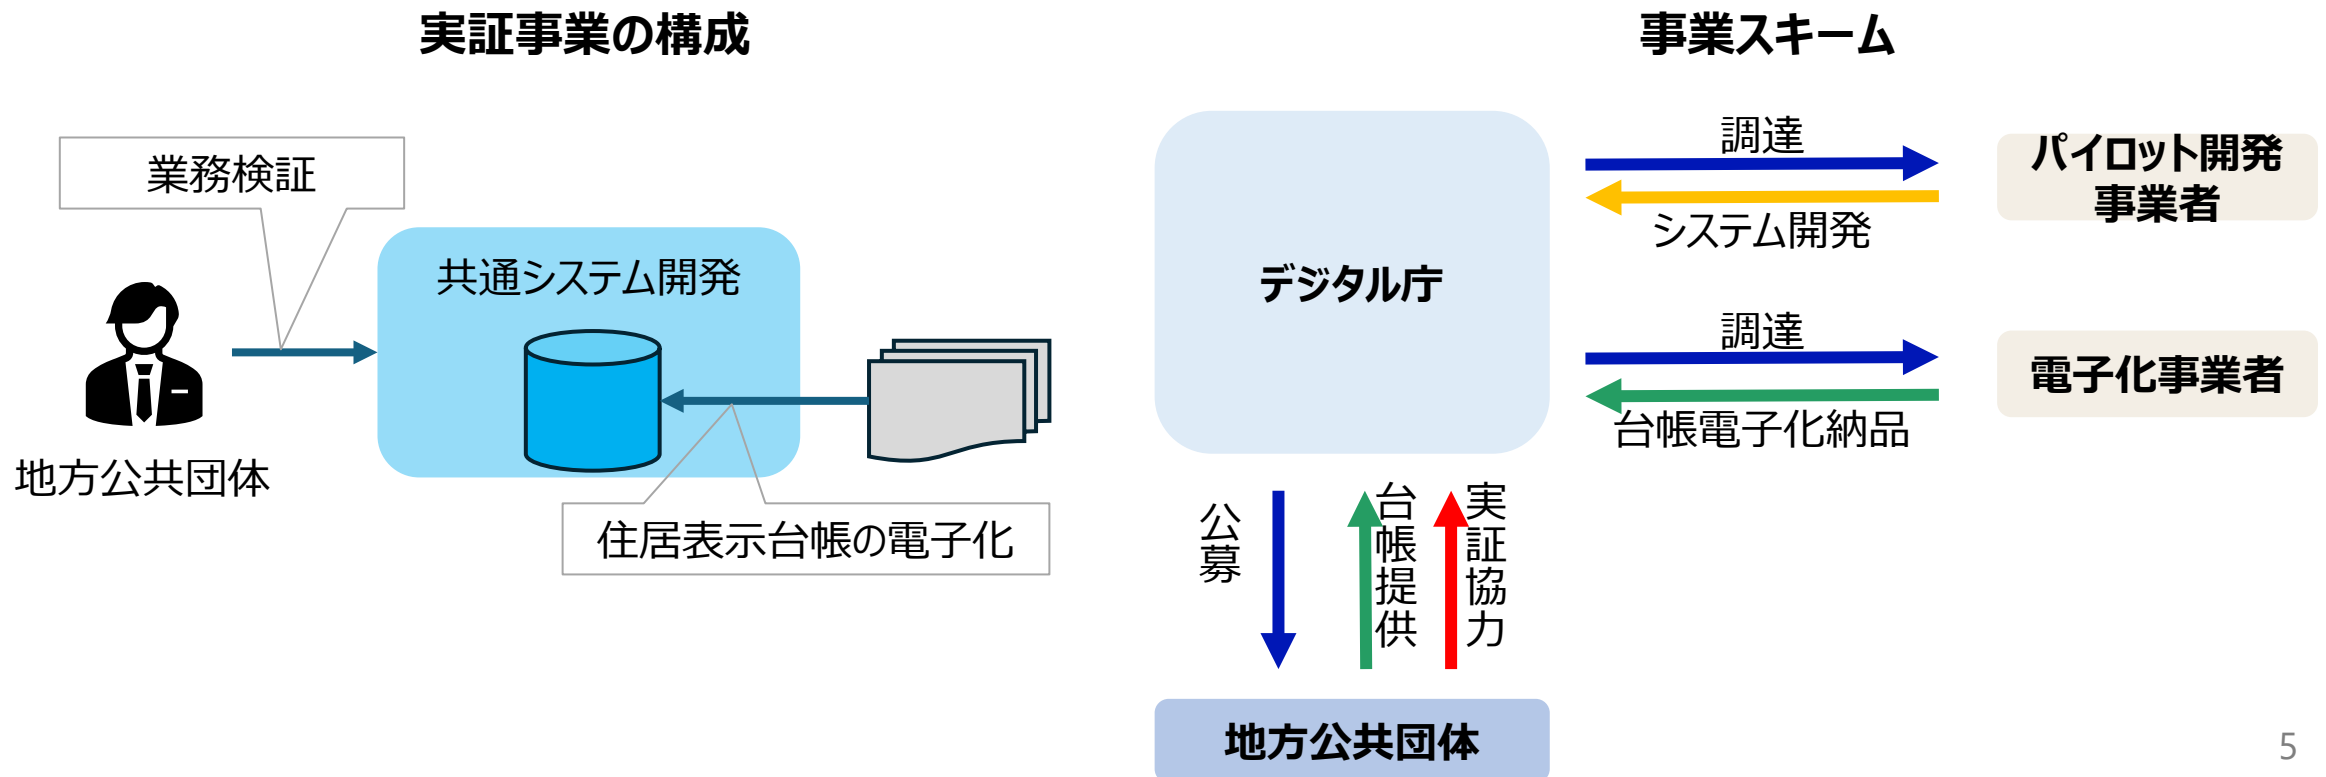 実証事業の構成
業務検証
共通システム開発
地方公共団体
住居表示台帳の電子化
事業スキーム
デジタル庁
調達
システム開発
パイロット開発
事業者
調達
台帳電子化納品
電子化事業者
公募
台帳提供
実証協力
地方公共団体
5